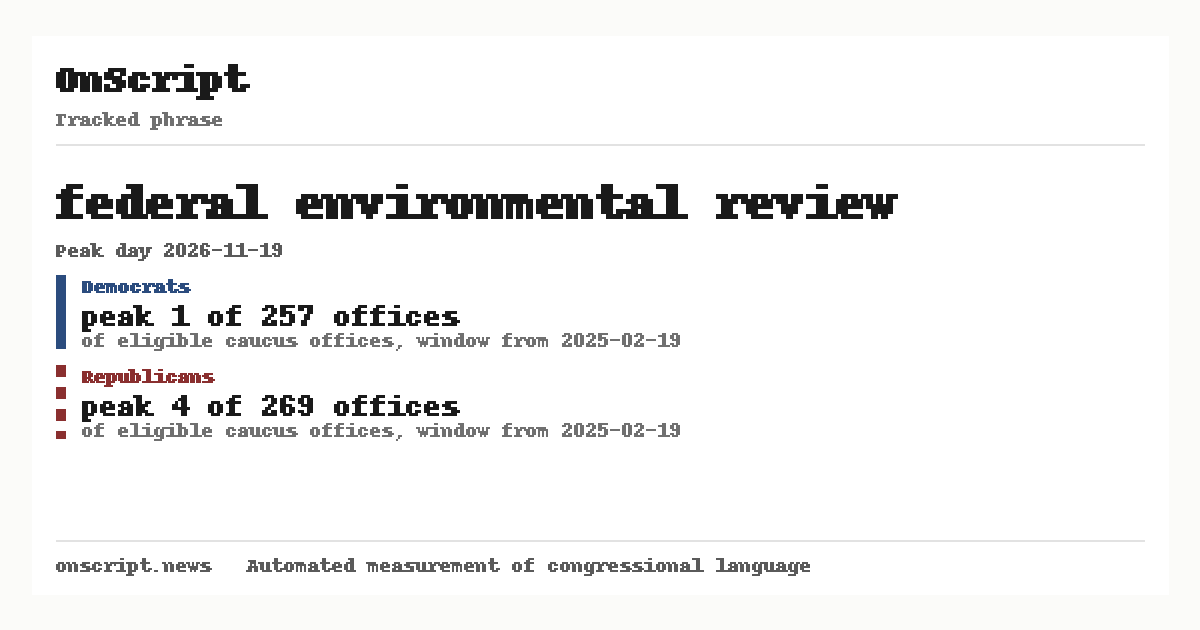 OnScript
Tracked phrase
federal environmental review
Peak day 2026-11-19
Democrats
peak 1 of 257 offices
of eligible caucus offices, window from 2025-02-19
Republicans
peak 4 of 269 offices
of eligible caucus offices, window from 2025-02-19
onscript.news Automated measurement of congressional language